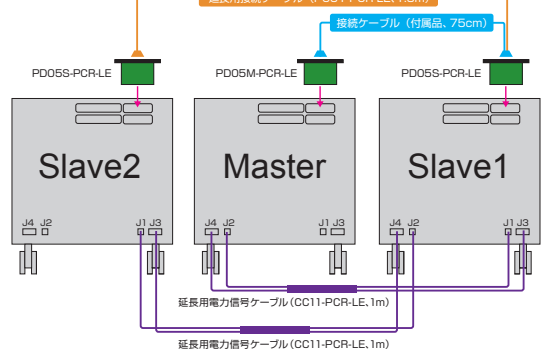 接続ケーブル（付属品、75cm）
PD05S-PCR-LE
PD05M-PCR-LE
PD05S-PCR-LE
Slave2
Master
Slave1
J4 J2 J1 J3
J4 J2 J1 J3
J4 J2 J1 J3
延長用電力信号ケーブル（CC11-PCR-LE、1m）
延長用電力信号ケーブル（CC11-PCR-LE、1m）